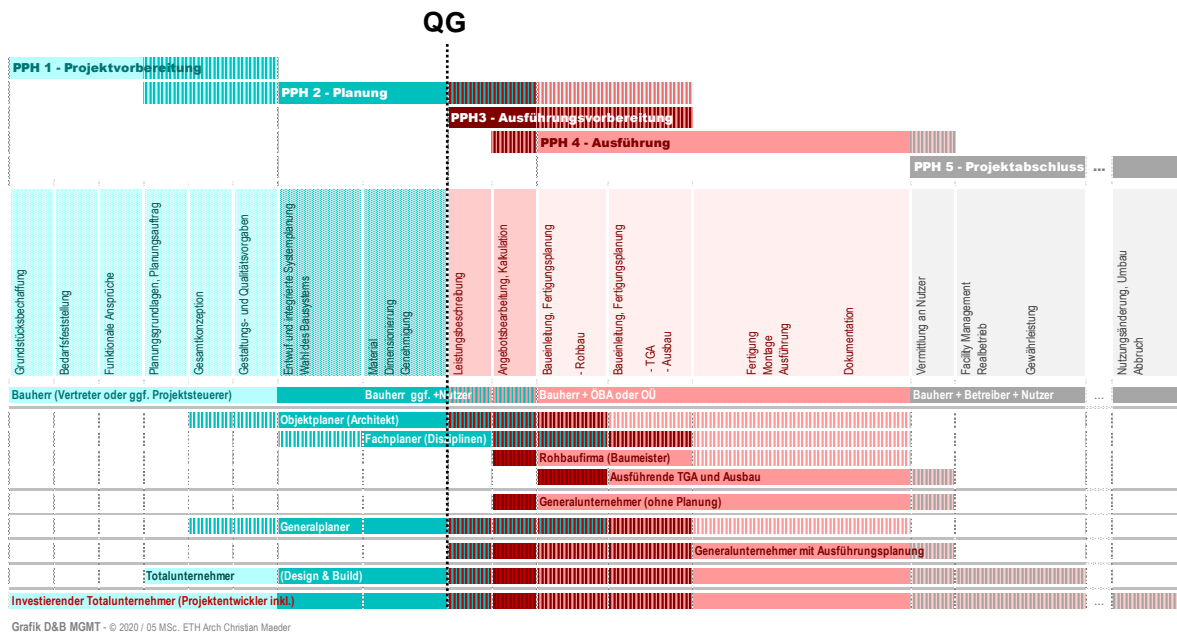 QG
PPH 1 - Projektvorbereitung
PPH 2 - Planung
PPH3 - Ausführungsvorbereitung
PPH 4 - Ausführung
PPH 5 - Projektabschluss
...
Grundstücksbechaffung
Bedarfsfeststellung
Funktionale Ansprüche
Planungsgrundlagen, Planungsauftrag
Gesamtkonzeption
Gestaltungs- und Qualitätsvorgaben
Entwuf und integrierte Systemplanung
Wahl des Bausystems
Material
Dimensionierung
Genehmigung
Leistungsbeschreibung
Angebotsbearbeitung, Kalkulation
Baueinleitung, Fertigungsplanung
- Rohbau
Baueinleitung, Fertigungsplanung
- TGA
- Ausbau
Fertigung
Montage
Ausführung
Dokumentation
Vermittlung an Nutzer
Facility Management
Realbetrieb
Gewährleistung
Nutzungsänderung, Umbau
Abbruch
Bauherr (Vertreter oder ggf. Projektsteuerer)
Bauherr ggf. +Nutzer
Bauherr + ÖBA oder OÜ
Bauherr + Betreiber + Nutzer
...
Objektplaner (Architekt)
Fachplaner (Disziplinen)
Rohbaufirma (Baumeister)
Ausführende TGA und Ausbau
Generalunternehmer (ohne Planung)
Generalplaner
Generalunternehmer mit Ausführungsplanung
Totalunternehmer (Design & Build)
Investierender Totalunternehmer (Projektentwickler inkl.)
...
Grafik D&B MGMT - © 2020 / 05 MSc. ETH Arch Christian Maeder